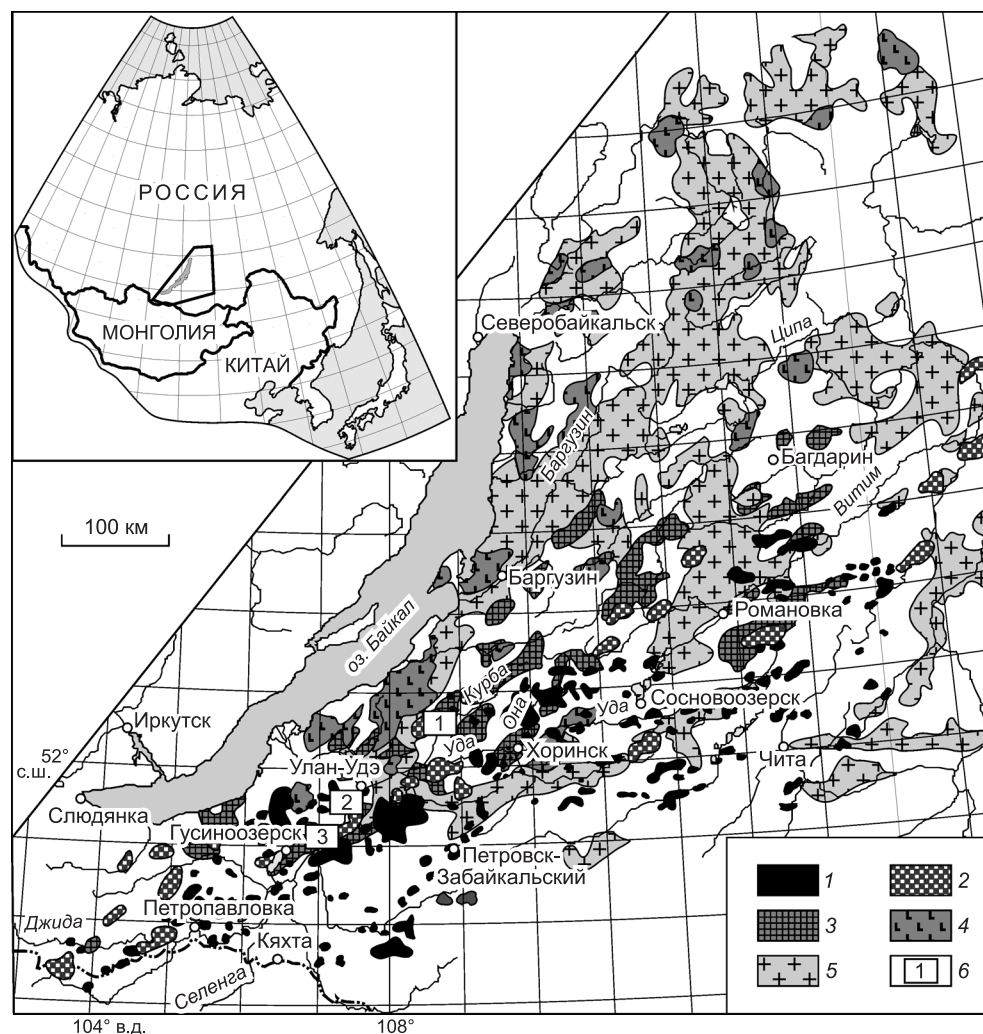 РОССИЯ
МОНГОЛИЯ
КИТАЙ
Северобайкальск
Ципа
Баргузин
Багдарин
Витим
100 км
Баргузин
оз. Байкал
Романовка
Курба
Она
Уда
Сосновоозерск
Иркутск
1
Уда
Хоринск
52°
с.ш.
Улан-Удэ
Чита
Слюдянка
2
Гусиноозерск
3
Петровск-
Забайкальский
Джида
Петропавловка
Кяхта
Селенга
1
2
3
4
5
1
6
104° в.д.
108°